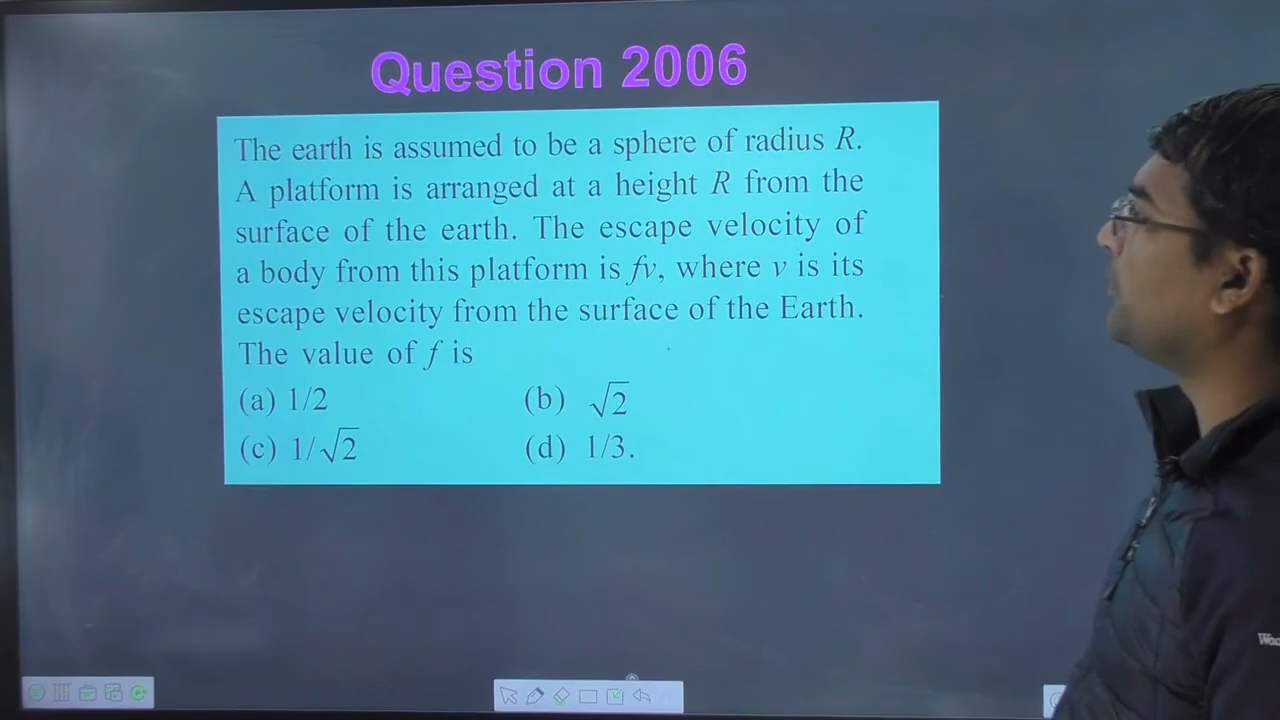 Question 2006
The earth is assumed to be a sphere of radius R.
A platform is arranged at a height R from the
surface of the earth. The escape velocity of
a body from this platform is fv, where v is its
escape velocity from the surface of the Earth.
The value of f is
(a) 1/2 (b) √2
(c) 1/√2 (d) 1/3.